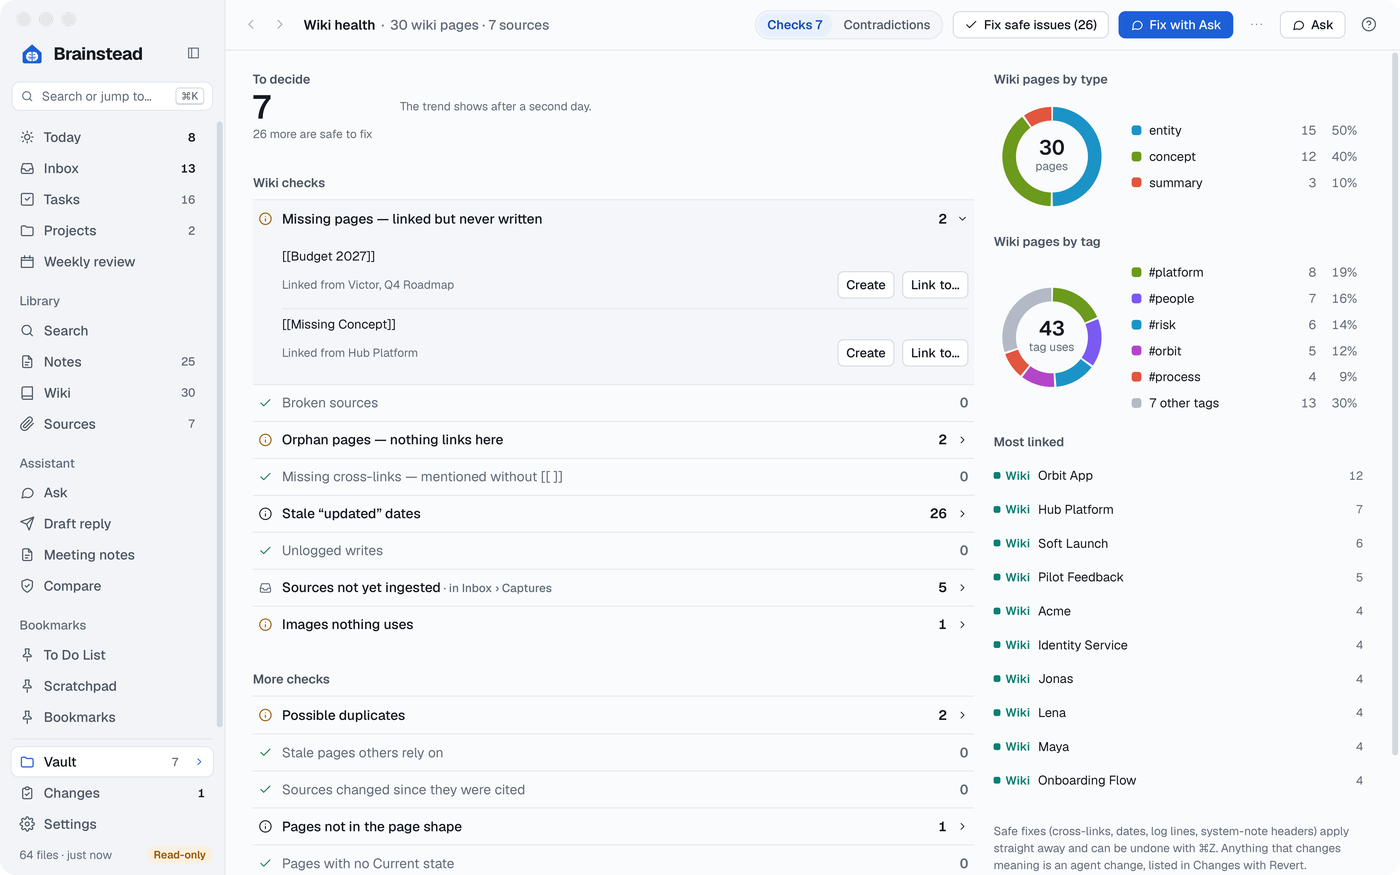 Brainstead
Search or jump to... ⌘K
Today 8
Inbox 13
Tasks 16
Projects 2
Weekly review
Library
Search
Notes 25
Wiki 30
Sources 7
Assistant
Ask
Draft reply
Meeting notes
Compare
Bookmarks
To Do List
Scratchpad
Bookmarks
Vault 7
Changes 1
Settings
64 files · just now Read-only
Wiki health · 30 wiki pages · 7 sources
Checks 7 Contradictions
Fix safe issues (26)
Fix with Ask
···
Ask
To decide
7
The trend shows after a second day.
26 more are safe to fix
Wiki checks
Missing pages — linked but never written 2
[[Budget 2027]]
Linked from Victor, Q4 Roadmap Create Link to...
[[Missing Concept]]
Linked from Hub Platform Create Link to...
Broken sources 0
Orphan pages — nothing links here 2
Missing cross-links — mentioned without [[ ]] 0
Stale “updated” dates 26
Unlogged writes 0
Sources not yet ingested · in Inbox › Captures 5
Images nothing uses 1
More checks
Possible duplicates 2
Stale pages others rely on 0
Sources changed since they were cited 0
Pages not in the page shape 1
Pages with no Current state 0
Wiki pages by type
30
pages
entity 15 50%
concept 12 40%
summary 3 10%
Wiki pages by tag
43
tag uses
#platform 8 19%
#people 7 16%
#risk 6 14%
#orbit 5 12%
#process 4 9%
7 other tags 13 30%
Most linked
Wiki Orbit App 12
Wiki Hub Platform 7
Wiki Soft Launch 6
Wiki Pilot Feedback 5
Wiki Acme 4
Wiki Identity Service 4
Wiki Jonas 4
Wiki Lena 4
Wiki Maya 4
Wiki Onboarding Flow 4
Safe fixes (cross-links, dates, log lines, system-note headers) apply
straight away and can be undone with ⌘Z. Anything that changes
meaning is an agent change, listed in Changes with Revert.